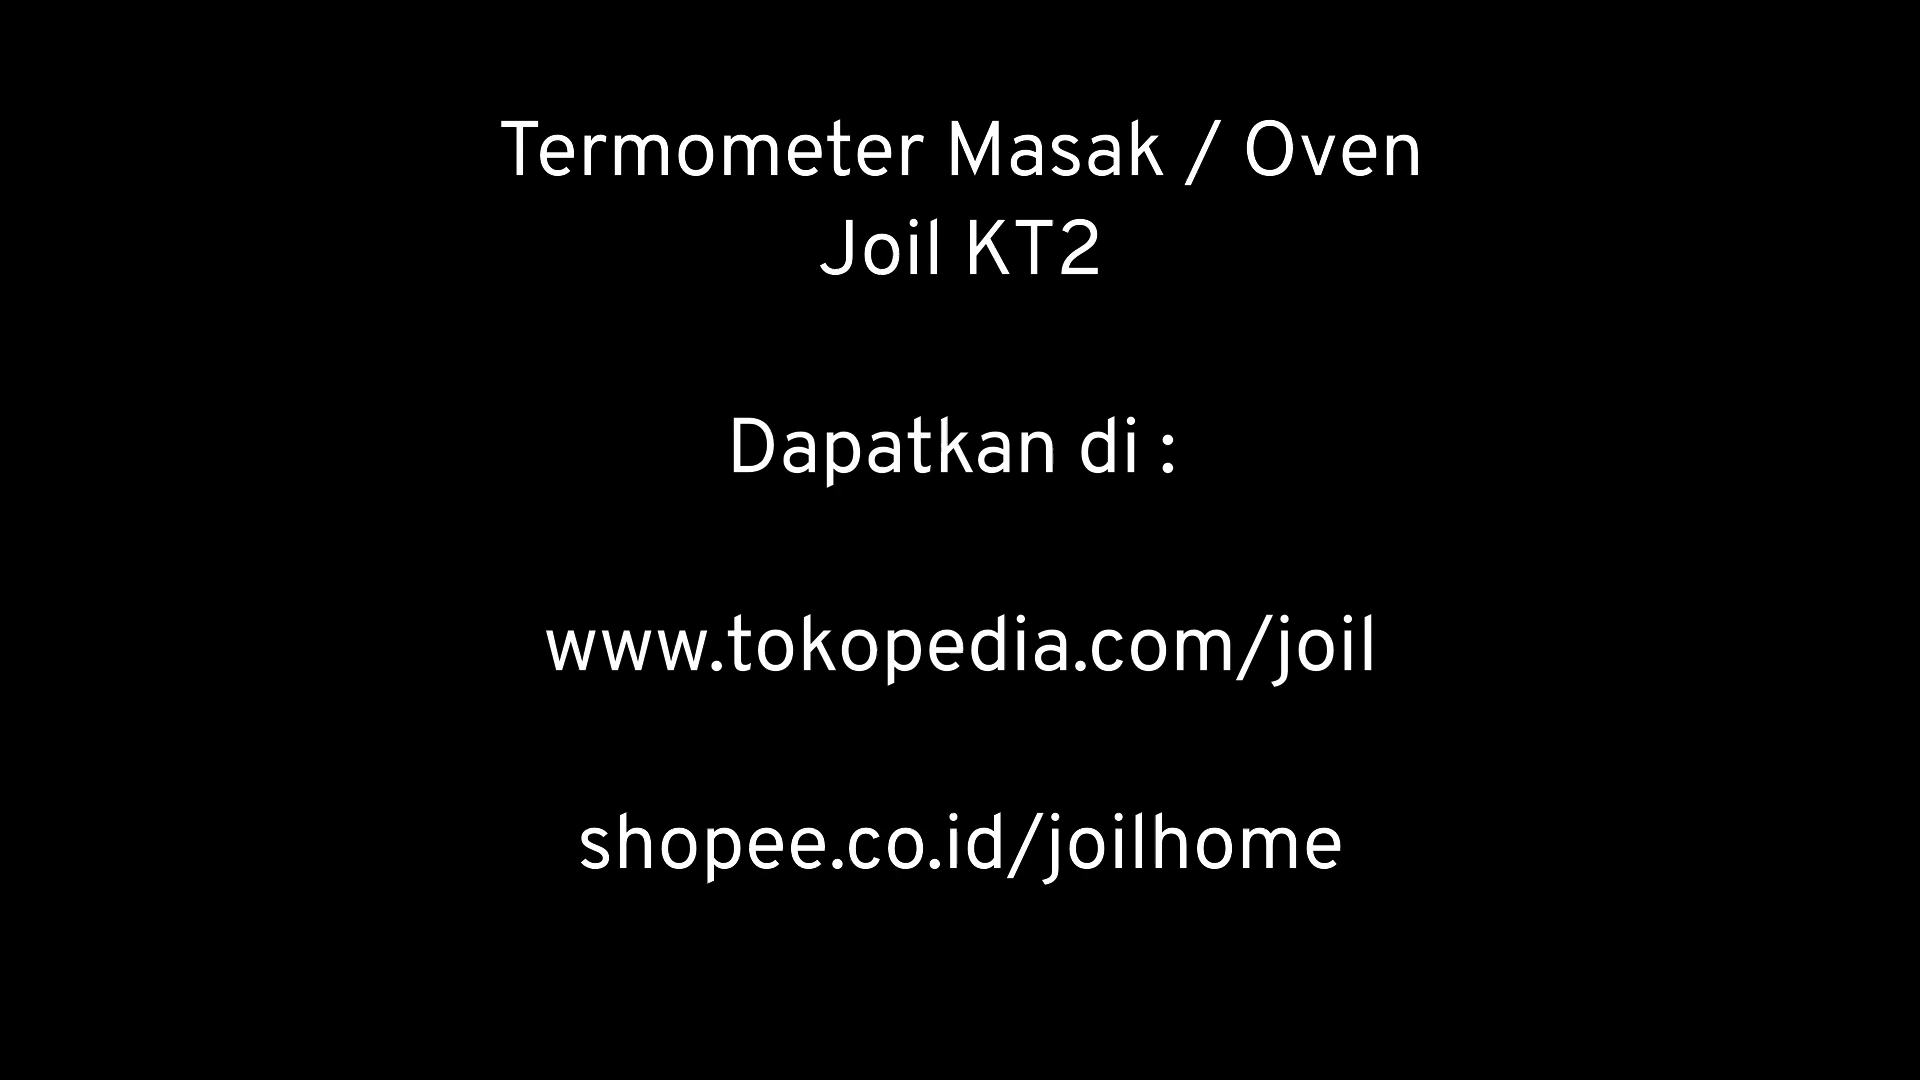 Termometer Masak / Oven
Joil KT2
Dapatkan di :
www.tokopedia.com/joil
shopee.co.id/joilhome